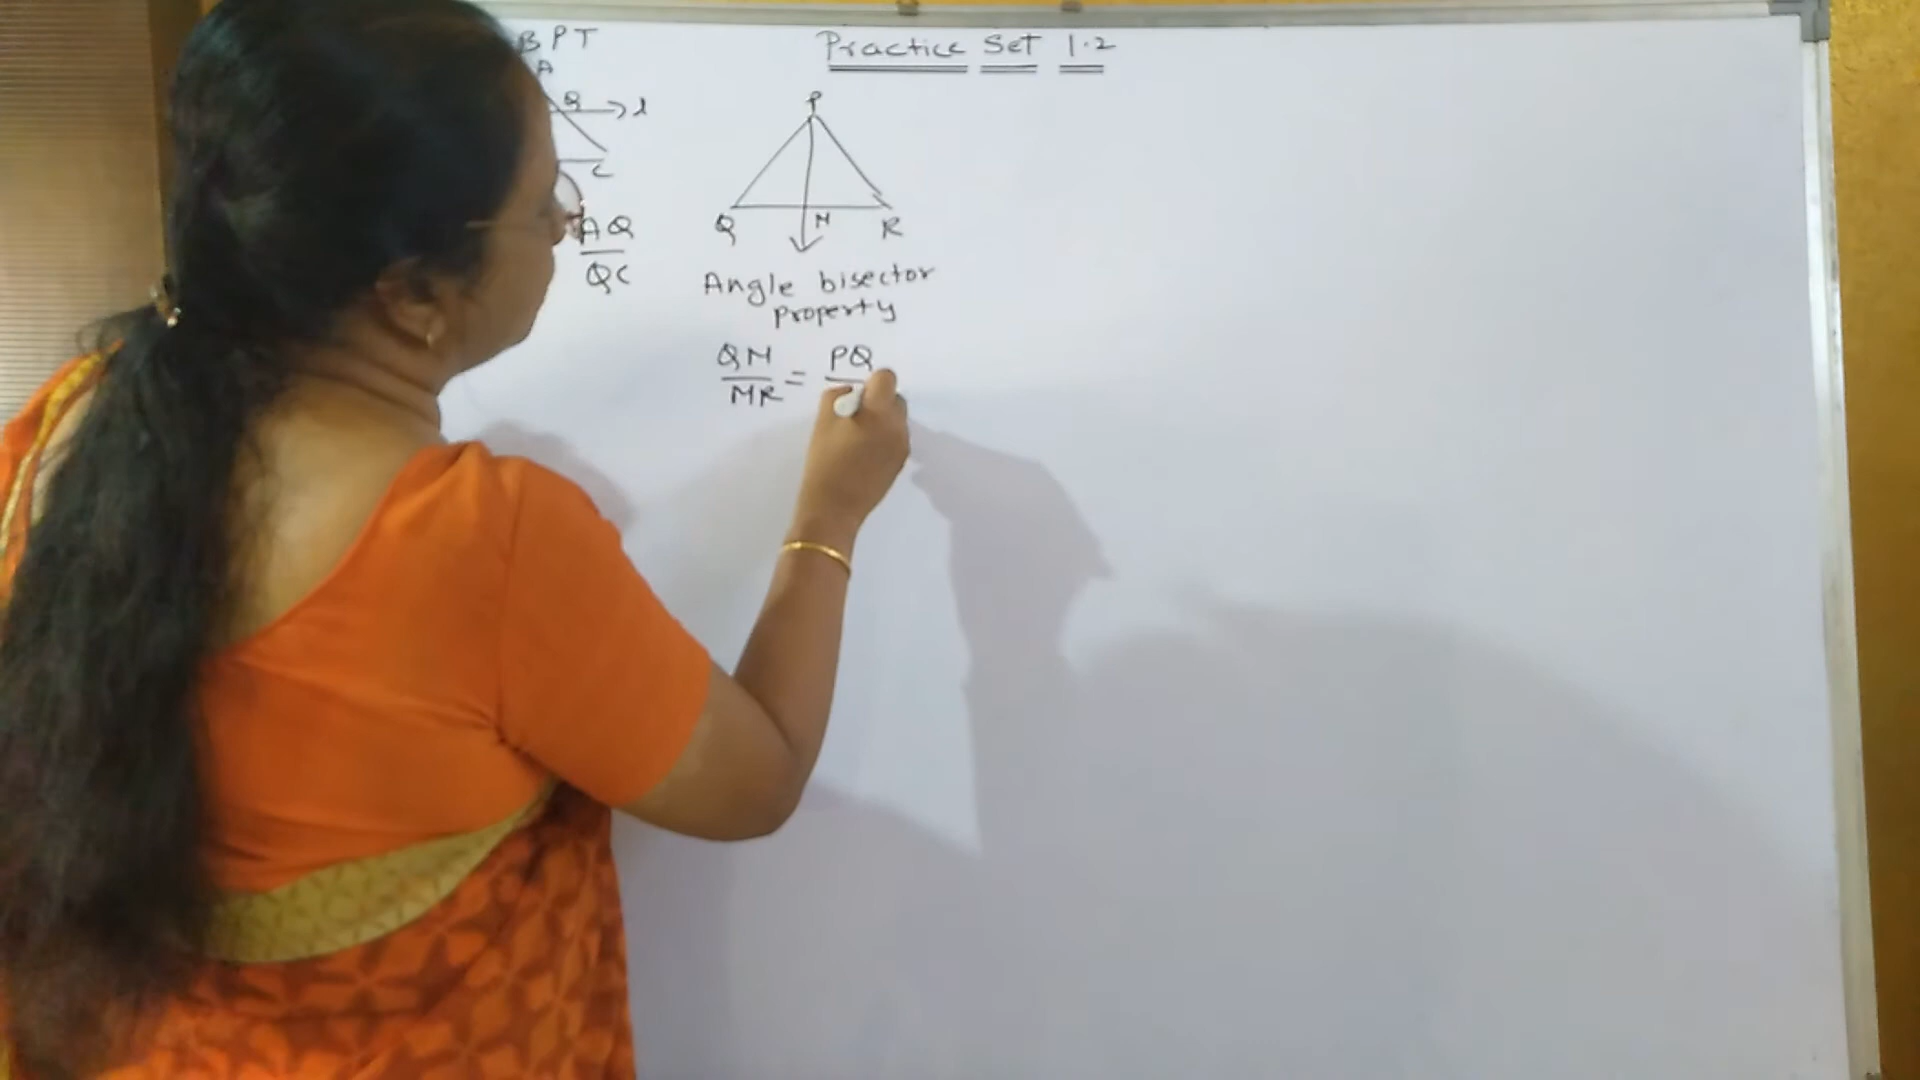 BPT
A
Q l
C
AQ
QC
Practice Set 1.2
P
Q M R
Angle bisector
property
QM = PQ
MR